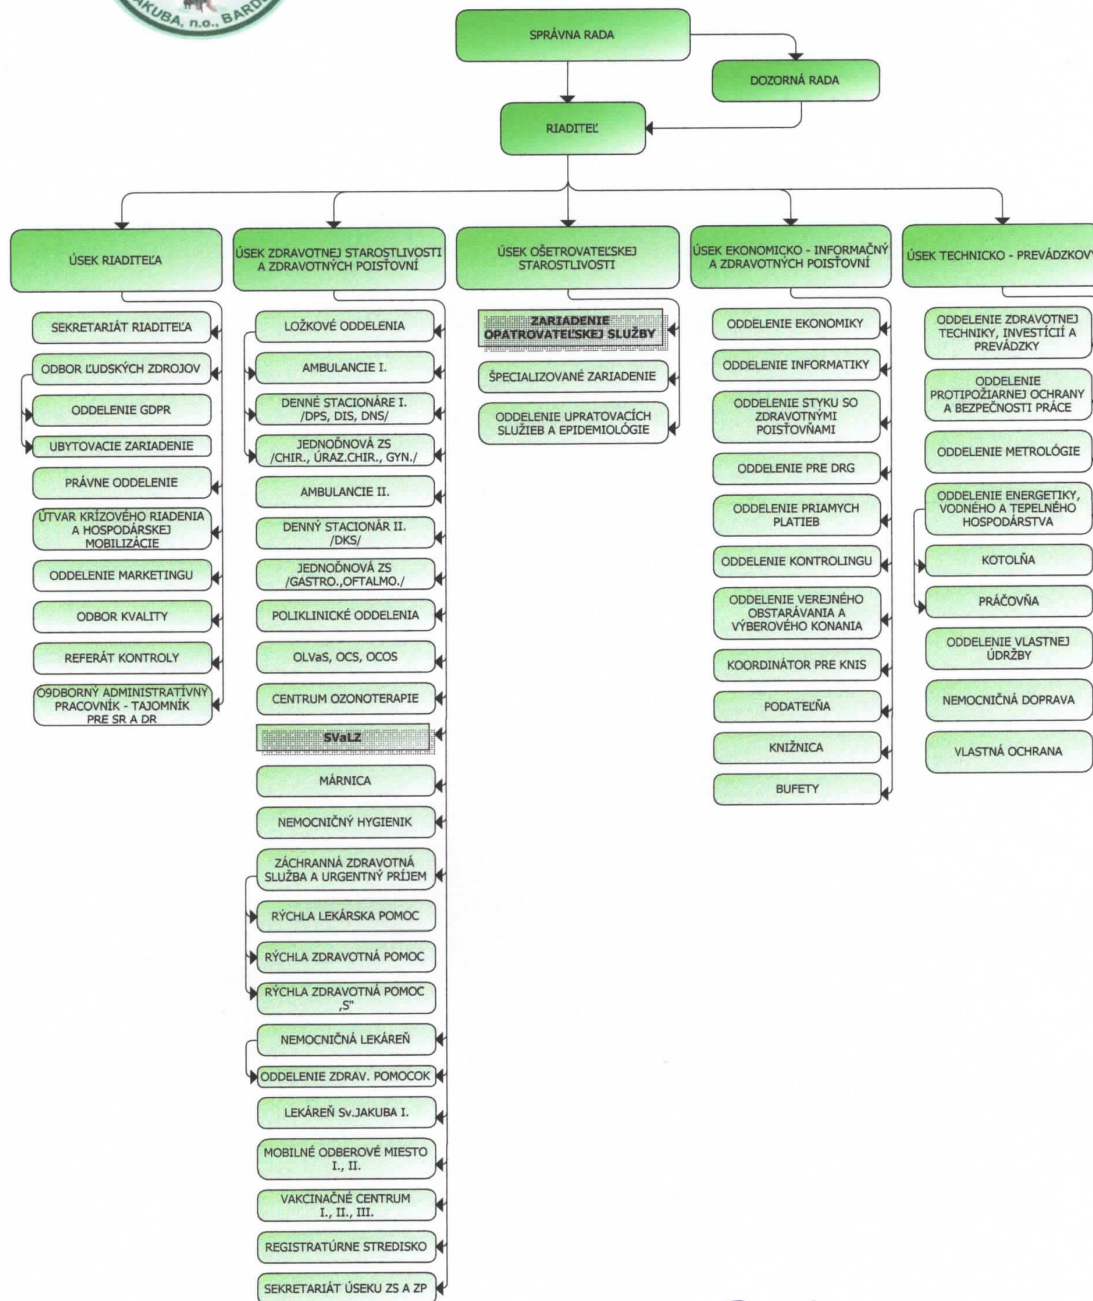 JAKUBA, n.o.,
SPRÁVNA RADA
DOZORNÁ RADA
RIADITEĽ
ÚSEK RIADITEĽA
SEKRETARIÁT RIADITEĽA
ODBOR ĽUDSKÝCH ZDROJOV
ODDELENIE GDPR
UBYTOVACIE ZARIADENIE
PRÁVNE ODDELENIE
ÚTVAR KRÍZOVÉHO RIADENIA
A HOSPODÁRSKEJ
MOBILIZÁCIE
ODDELENIE MARKETINGU
ODBOR KVALITY
REFERÁT KONTROLY
O9DBORNÝ ADMINISTRATÍVNY
PRACOVNÍK - TAJOMNÍK
PRE SR A DR
ÚSEK ZDRAVOTNEJ STAROSTLIVOSTI
A ZDRAVOTNÝCH POISŤOVNÍ
LOŽKOVÉ ODDELENIA
AMBULANCIE I.
DENNÉ STACIONÁRE I.
/DPS, DIS, DNS/
JEDNODŇOVÁ ZS
/CHIR., ÚRAZ.CHIR., GYN./
AMBULANCIE II.
DENNÝ STACIONÁR II.
/DKS/
JEDNODŇOVÁ ZS
/GASTRO.,OFTALMO./
POLIKLINICKÉ ODDELENIA
OLVaS, OCS, OCOS
CENTRUM OZONOTERAPIE
SVaLZ
MÁRNICA
NEMOCNIČNÝ HYGIENIK
ZÁCHRANNÁ ZDRAVOTNÁ
SLUŽBA A URGENTNÝ PRÍJEM
RÝCHLA LEKÁRSKA POMOC
RÝCHLA ZDRAVOTNÁ POMOC
RÝCHLA ZDRAVOTNÁ POMOC
,S"
NEMOCNIČNÁ LEKÁREŇ
ODDELENIE ZDRAV. POMOCOK
LEKÁREŇ Sv.JAKUBA I.
MOBILNÉ ODBEROVÉ MIESTO
I., II.
VAKCINAČNÉ CENTRUM
I., II., III.
REGISTRATÚRNE STREDISKO
SEKRETARIÁT ÚSEKU ZS A ZP
ÚSEK OŠETROVATEĽSKEJ
STAROSTLIVOSTI
ZARIADENIE
OPATROVATEĽSKEJ SLUŽBY
ŠPECIALIZOVANÉ ZARIADENIE
ODDELENIE UPRATOVACÍCH
SLUŽIEB A EPIDEMIOLÓGIE
ÚSEK EKONOMICKO - INFORMAČNÝ
A ZDRAVOTNÝCH POISŤOVNÍ
ODDELENIE EKONOMIKY
ODDELENIE INFORMATIKY
ODDELENIE STYKU SO
ZDRAVOTNÝMI
POISŤOVŇAMI
ODDELENIE PRE DRG
ODDELENIE PRIAMYCH
PLATIEB
ODDELENIE KONTROLINGU
ODDELENIE VEREJNÉHO
OBSTARÁVANIA A
VÝBEROVÉHO KONANIA
KOORDINÁTOR PRE KNIS
PODATEĽŇA
KNIŽNICA
BUFETY
ÚSEK TECHNICKO - PREVÁDZKOVÝ
ODDELENIE ZDRAVOTNEJ
TECHNIKY, INVESTÍCIÍ A
PREVÁDZKY
ODDELENIE
PROTIPOŽIARNEJ OCHRANY
A BEZPEČNOSTI PRÁCE
ODDELENIE METROLÓGIE
ODDELENIE ENERGETIKY,
VODNÉHO A TEPELNÉHO
HOSPODÁRSTVA
KOTOLŇA
PRÁČOVŇA
ODDELENIE VLASTNEJ
ÚDRŽBY
NEMOCNIČNÁ DOPRAVA
VLASTNÁ OCHRANA